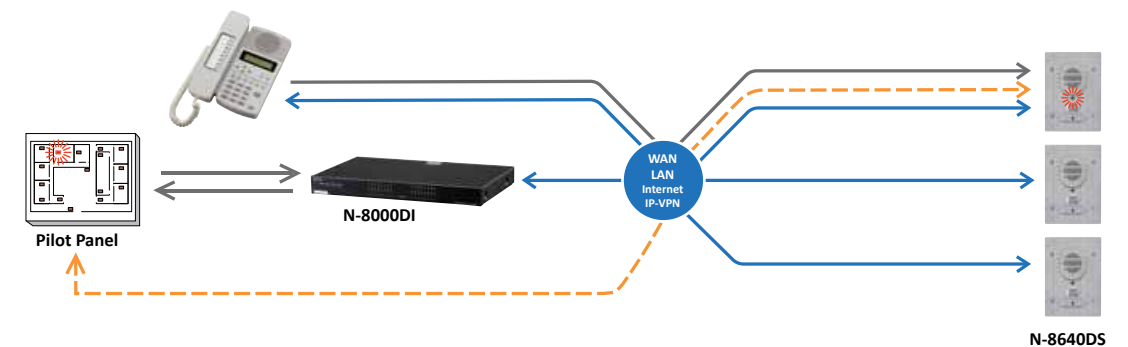 WAN
LAN
Internet
IP-VPN
N-8000DI
Pilot Panel
N-8640DS